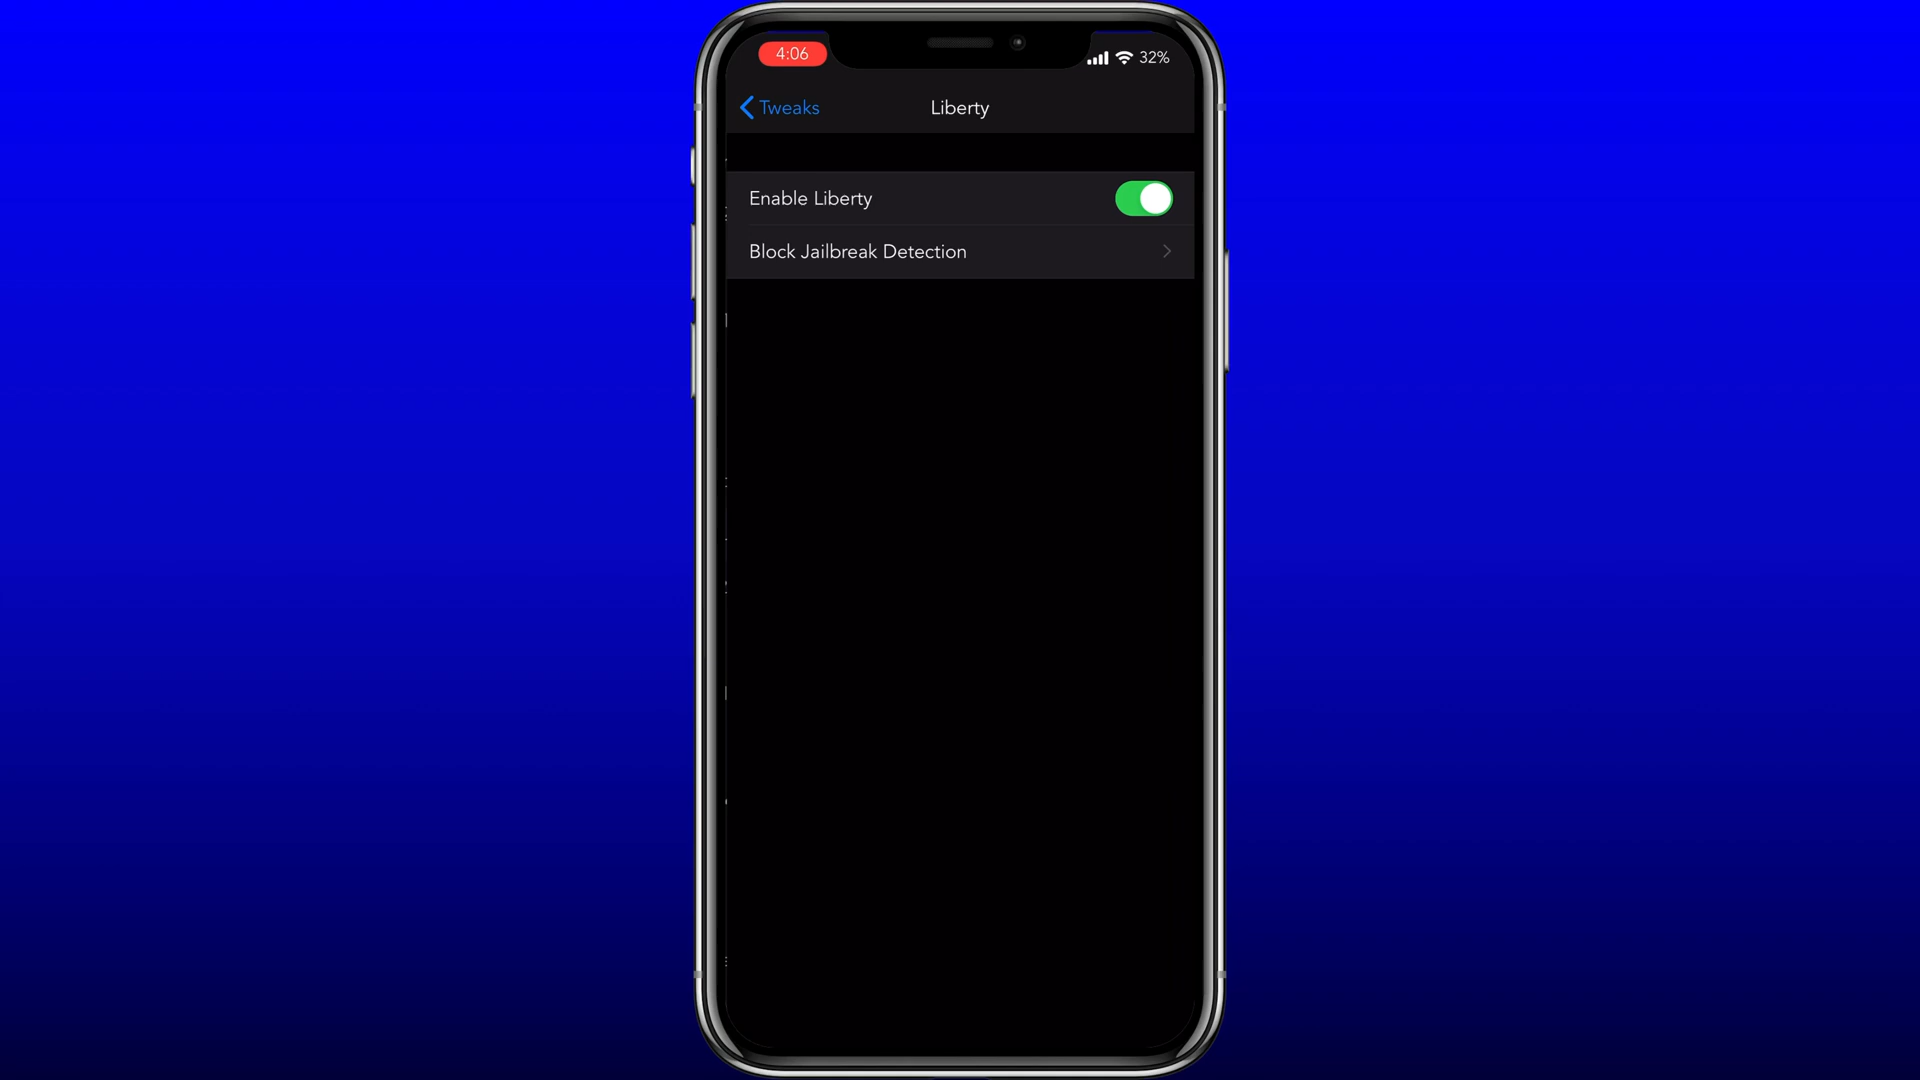 4:06
32%
Tweaks
Liberty
Enable Liberty
Block Jailbreak Detection